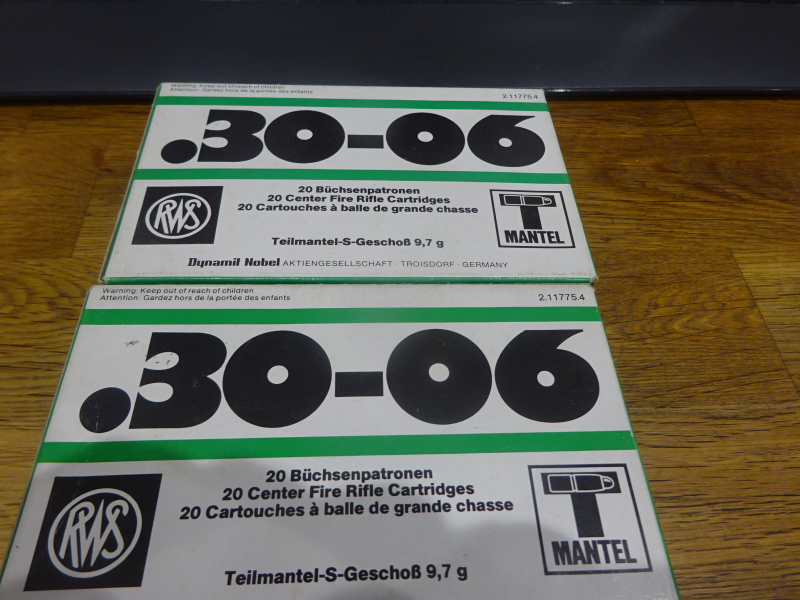 Warning: Keep out of reach of children
Attention: Gardez hors de la portée des enfants
2.11775.4
.30-06
20 Büchsenpatronen
20 Center Fire Rifle Cartridges
20 Cartouches à balle de grande chasse
RWS
T
MANTEL
Teilmantel-S-Geschoß 9,7 g
Dynamit Nobel AKTIENGESELLSCHAFT · TROISDORF · GERMANY
Warning: Keep out of reach of children
Attention: Gardez hors de la portée des enfants
2.11775.4
.30-06
20 Büchsenpatronen
20 Center Fire Rifle Cartridges
20 Cartouches à balle de grande chasse
RWS
T
MANTEL
Teilmantel-S-Geschoß 9,7 g